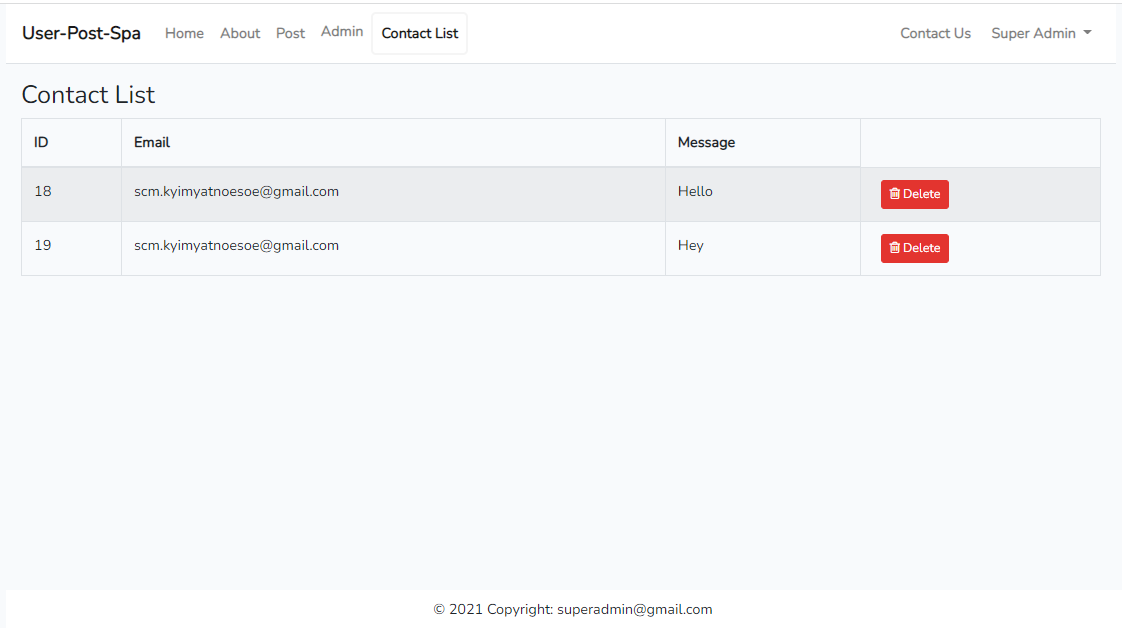 User-Post-Spa Home About Post Admin Contact List Contact Us Super Admin
Contact List
ID Email Message
18 scm.kyimyatnoesoe@gmail.com Hello Delete
19 scm.kyimyatnoesoe@gmail.com Hey Delete
© 2021 Copyright: superadmin@gmail.com